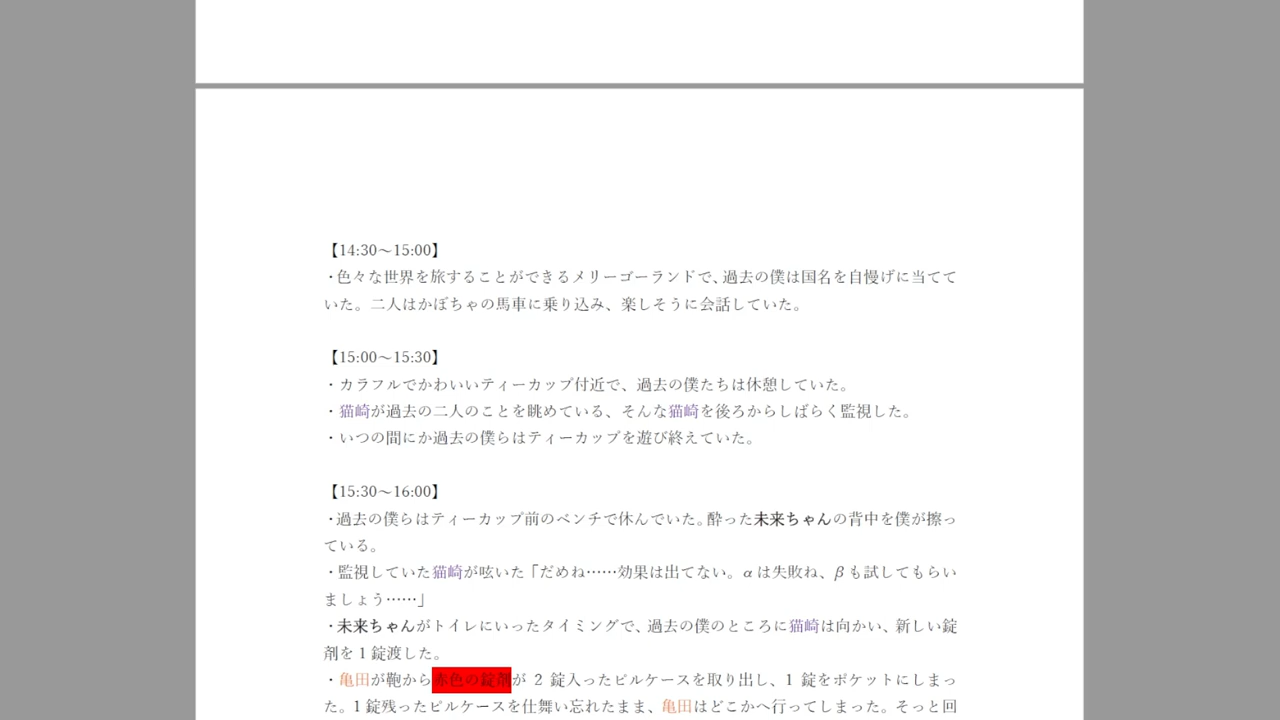 【14:30～15:00】
・色々な世界を旅することができるメリーゴーランドで、過去の僕は国名を自慢げに当てて
いた。二人はかぼちゃの馬車に乗り込み、楽しそうに会話していた。
【15:00～15:30】
・カラフルでかわいいティーカップ付近で、過去の僕たちは休憩していた。
・猫崎が過去の二人のことを眺めている、そんな猫崎を後ろからしばらく監視した。
・いつの間にか過去の僕らはティーカップを遊び終えていた。
【15:30～16:00】
・過去の僕らはティーカップ前のベンチで休んでいた。酔った未来ちゃんの背中を僕が擦っ
ている。
・監視していた猫崎が呟いた「だめね……効果は出てない。αは失敗ね、βも試してもらい
ましょう……」
・未来ちゃんがトイレにいったタイミングで、過去の僕のところに猫崎は向かい、新しい錠
剤を 1 錠渡した。
・亀田が鞄から赤色の錠剤が 2 錠入ったピルケースを取り出し、1 錠をポケットにしまっ
た。1 錠残ったピルケースを仕舞い忘れたまま、亀田はどこかへ行ってしまった。そっと回